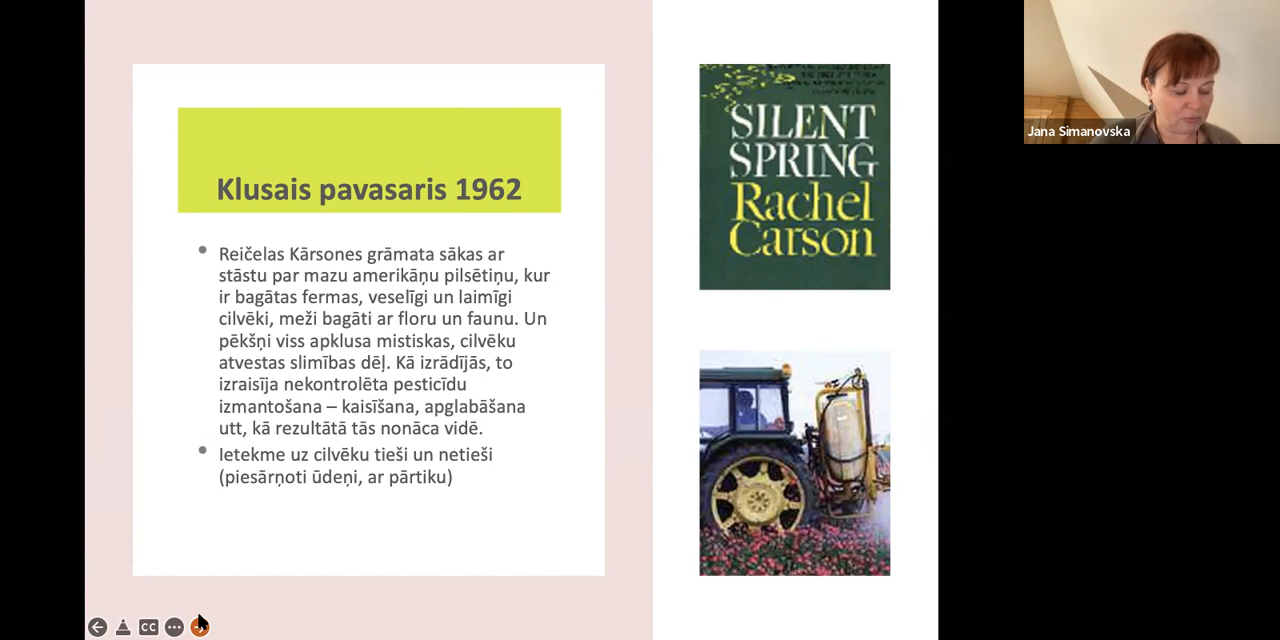 Klusais pavasaris 1962
Reičelas Kārsones grāmata sākas ar
stāstu par mazu amerikāņu pilsētiņu, kur
ir bagātas fermas, veselīgi un laimīgi
cilvēki, meži bagāti ar floru un faunu. Un
pēkšņi viss apklusa mistiskas, cilvēku
atvestas slimības dēļ. Kā izrādījās, to
izraisīja nekontrolēta pesticīdu
izmantošana – kaisīšana, apglabāšana
utt, kā rezultātā tās nonāca vidē.
Ietekme uz cilvēku tieši un netieši
(piesārņoti ūdeņi, ar pārtiku)
SILENT
SPRING
Rachel
Carson
Jana Simanovska
CC